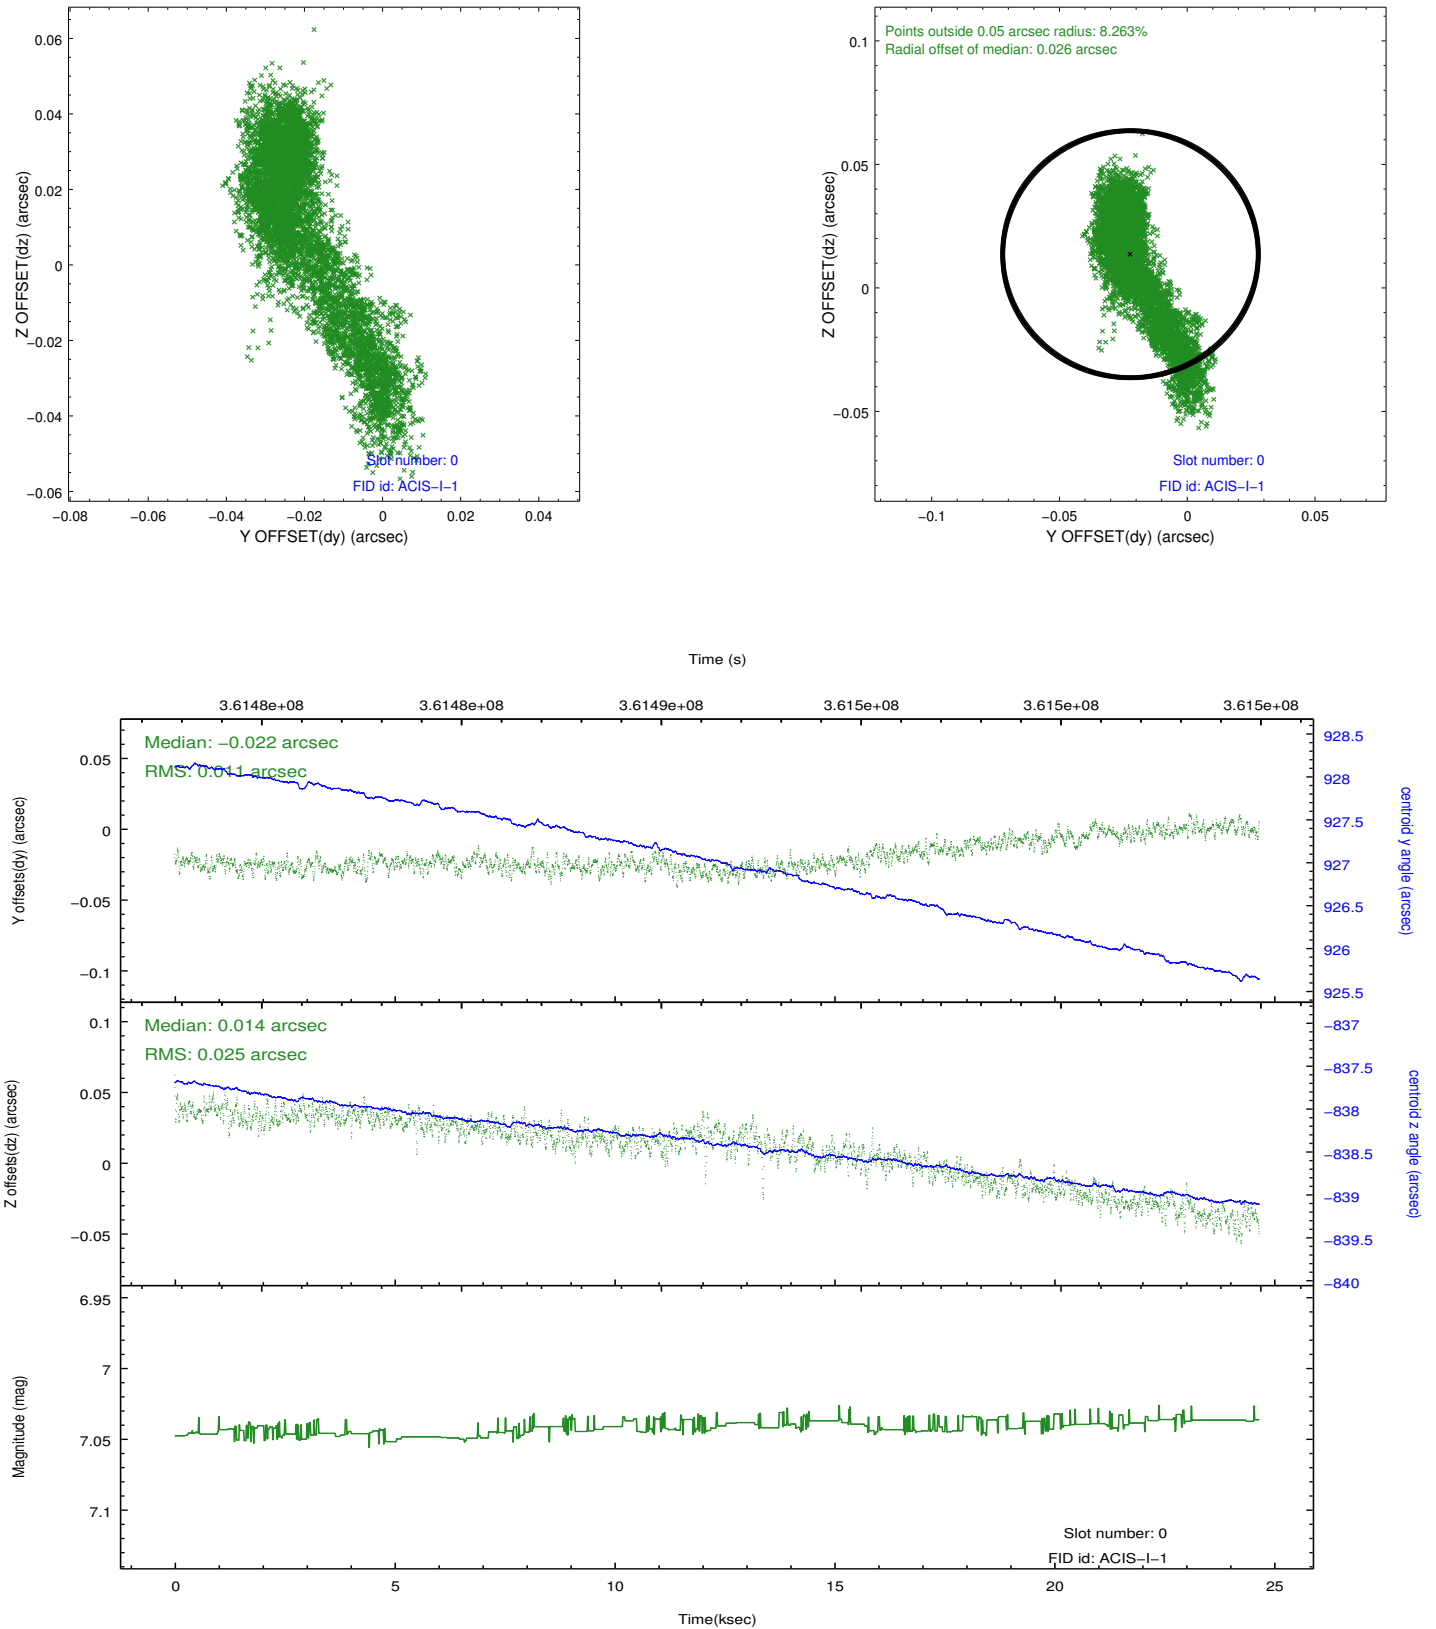 0.06
0.04
0.02
0
−0.02
−0.04
−0.06
Z OFFSET(dz) (arcsec)
Slot number: 0
FID id: ACIS−I−1
−0.08 −0.06 −0.04 −0.02 0 0.02 0.04
Y OFFSET(dy) (arcsec)
Points outside 0.05 arcsec radius: 8.263%
Radial offset of median: 0.026 arcsec
0.1
0.05
0
−0.05
Z OFFSET(dz) (arcsec)
Slot number: 0
FID id: ACIS−I−1
−0.1 −0.05 0 0.05
Y OFFSET(dy) (arcsec)
Time (s)
3.6148e+08 3.6148e+08 3.6149e+08 3.615e+08 3.615e+08 3.615e+08
Median: −0.022 arcsec
RMS: 0.011 arcsec
0.05
0
−0.05
−0.1
Y offsets(dy) (arcsec)
928.5
928
927.5
927
926.5
926
925.5
centroid y angle (arcsec)
Median: 0.014 arcsec
RMS: 0.025 arcsec
0.1
0.05
0
−0.05
Z offsets(dz) (arcsec)
−837
−837.5
−838
−838.5
−839
−839.5
−840
centroid z angle (arcsec)
6.95
7
7.05
7.1
Magnitude (mag)
Slot number: 0
FID id: ACIS−I−1
0 5 10 15 20 25
Time(ksec)